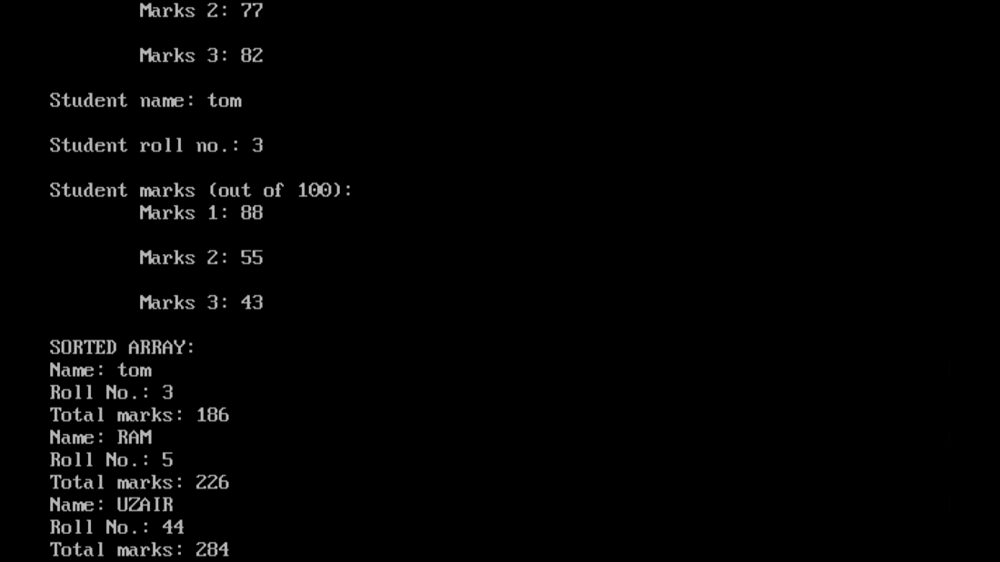 Marks 2: 77
Marks 3: 82
Student name: tom
Student roll no.: 3
Student marks (out of 100):
Marks 1: 88
Marks 2: 55
Marks 3: 43
SORTED ARRAY:
Name: tom
Roll No.: 3
Total marks: 186
Name: RAM
Roll No.: 5
Total marks: 226
Name: UZAIR
Roll No.: 44
Total marks: 284